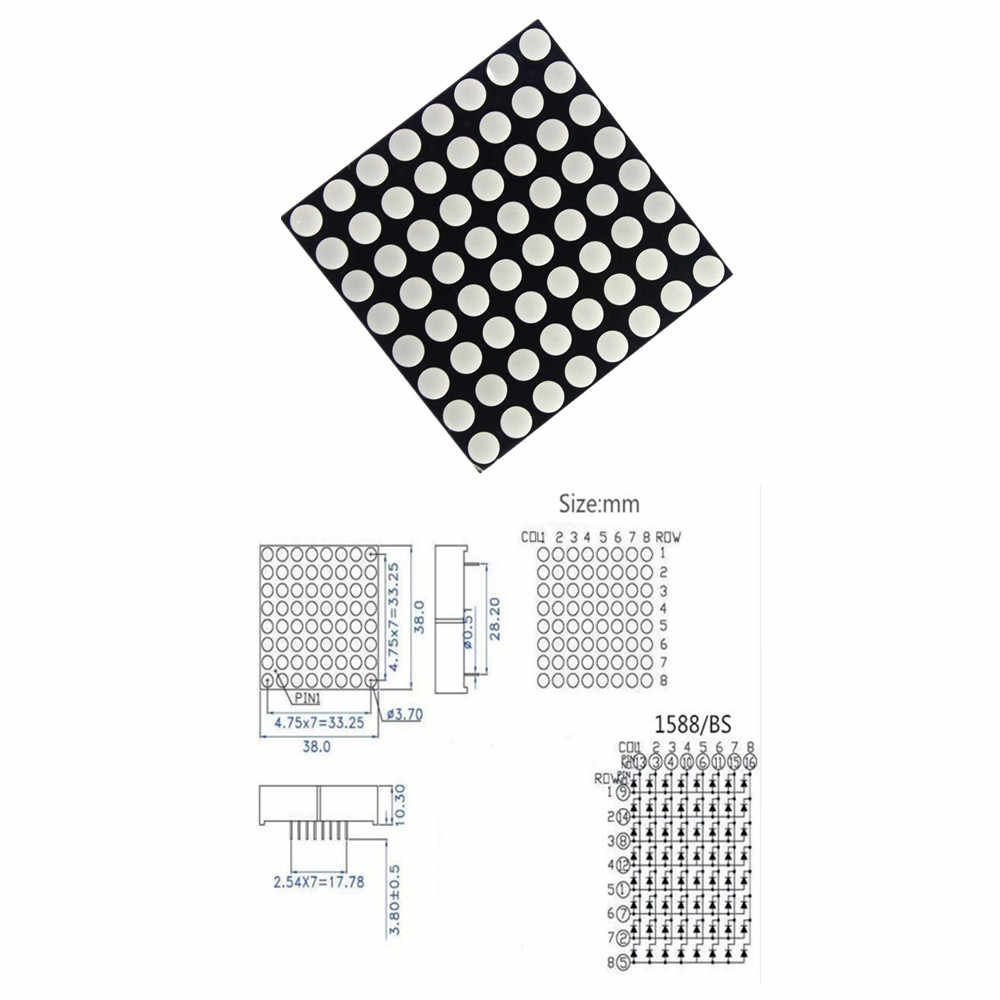 Size:mm
COL1 2 3 4 5 6 7 8 ROW
1
2
3
4
5
6
7
8
4.75x7=33.25
38.0
ø0.51
28.20
PIN1
4.75x7=33.25
ø3.70
38.0
10.30
2.54X7=17.78
3.80±0.5
1588/BS
COL 1 2 3 4 5 6 7 8
PIN 13 3 4 10 6 11 15 16
ROW
1 9
2 14
3 8
4 12
5 1
6 7
7 2
8 5